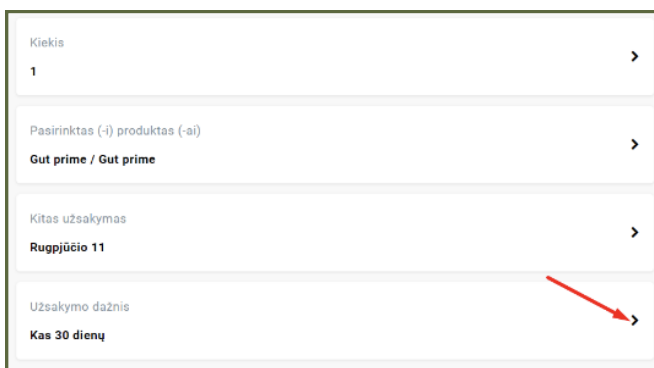 Kiekis
1
Pasirinktas (-i) produktas (-ai)
Gut prime / Gut prime
Kitas užsakymas
Rugpjūčio 11
Užsakymo dažnis
Kas 30 dienų